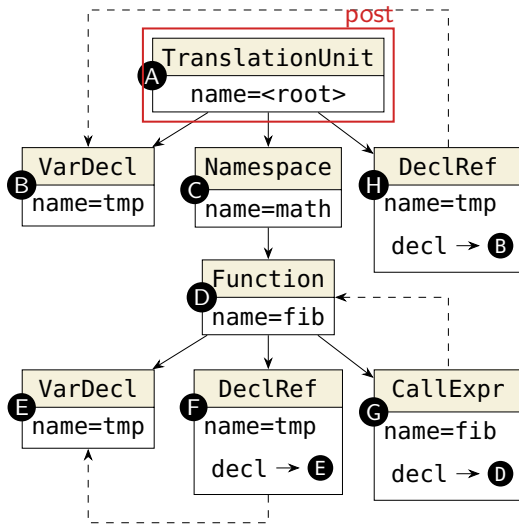 post
TranslationUnit
A
name=<root>
VarDecl
B
name=tmp
Namespace
C
name=math
DeclRef
H
name=tmp
decl → B
Function
D
name=fib
VarDecl
E
name=tmp
DeclRef
F
name=tmp
decl → E
CallExpr
G
name=fib
decl → D